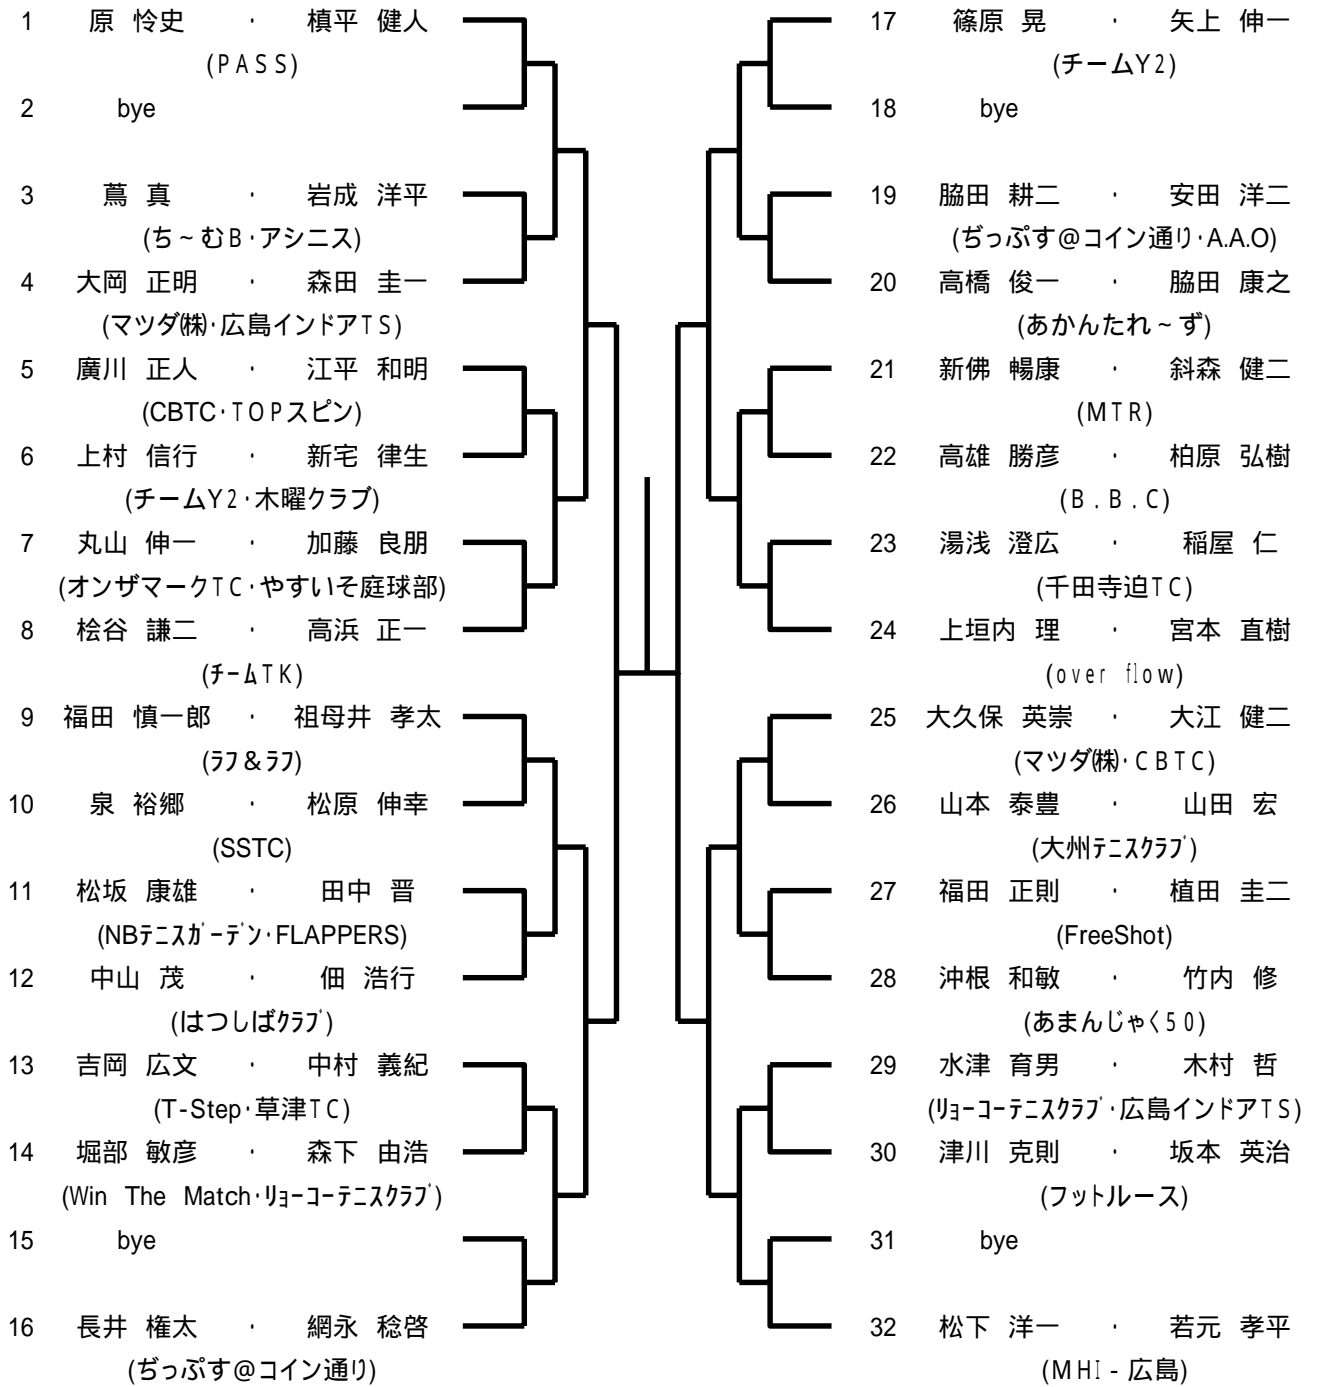 1 原 怜史 · 槙平 健人
(PASS)
2 bye
3 蔦 真 · 岩成 洋平
(ち~むB·アシニス)
4 大岡 正明 · 森田 圭一
(マツダ㈱·広島インドアTS)
5 廣川 正人 · 江平 和明
(CBTC·TOPスピン)
6 上村 信行 · 新宅 律生
(チームY2·木曜クラブ)
7 丸山 伸一 · 加藤 良朋
(オンザマークTC·やすいそ庭球部)
8 桧谷 謙二 · 高浜 正一
(ﾁｰﾑTK)
9 福田 慎一郎 · 祖母井 孝太
(ﾗﾌ&ﾗﾌ)
10 泉 裕郷 · 松原 伸幸
(SSTC)
11 松坂 康雄 · 田中 晋
(NBﾃﾆｽｶﾞｰﾃﾞﾝ·FLAPPERS)
12 中山 茂 · 佃 浩行
(はつしばｸﾗﾌﾞ)
13 吉岡 広文 · 中村 義紀
(T-Step·草津TC)
14 堀部 敏彦 · 森下 由浩
(Win The Match·ﾘｮｰｺｰﾃﾆｽｸﾗﾌﾞ)
15 bye
16 長井 権太 · 網永 稔啓
(ぢっぷす@コイン通り)
17 篠原 晃 · 矢上 伸一
(チームY2)
18 bye
19 脇田 耕二 · 安田 洋二
(ぢっぷす@コイン通り·A.A.O)
20 高橋 俊一 · 脇田 康之
(あかんたれ~ず)
21 新佛 暢康 · 斜森 健二
(MTR)
22 高雄 勝彦 · 柏原 弘樹
(B.B.C)
23 湯浅 澄広 · 稲屋 仁
(千田寺迫TC)
24 上垣内 理 · 宮本 直樹
(over flow)
25 大久保 英崇 · 大江 健二
(マツダ㈱·CBTC)
26 山本 泰豊 · 山田 宏
(大州ﾃﾆｽｸﾗﾌﾞ)
27 福田 正則 · 植田 圭二
(FreeShot)
28 沖根 和敏 · 竹内 修
(あまんじゃく50)
29 水津 育男 · 木村 哲
(ﾘｮｰｺｰﾃﾆｽｸﾗﾌﾞ·広島インドアTS)
30 津川 克則 · 坂本 英治
(フットルース)
31 bye
32 松下 洋一 · 若元 孝平
(MHI-広島)